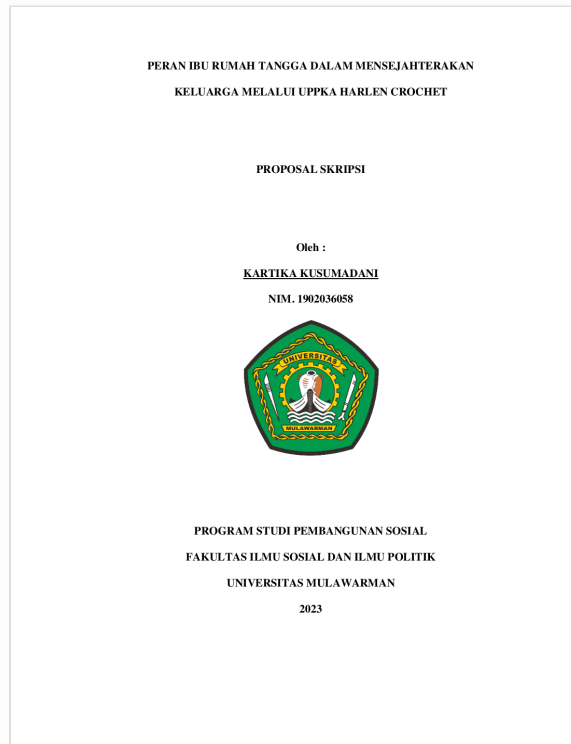 PERAN IBU RUMAH TANGGA DALAM MENSEJAHTERAKAN
KELUARGA MELALUI UPPKA HARLEN CROCHET
PROPOSAL SKRIPSI
Oleh :
KARTIKA KUSUMADANI
NIM. 1902036058
UNIVERSITAS
MULAWARMAN
PROGRAM STUDI PEMBANGUNAN SOSIAL
FAKULTAS ILMU SOSIAL DAN ILMU POLITIK
UNIVERSITAS MULAWARMAN
2023